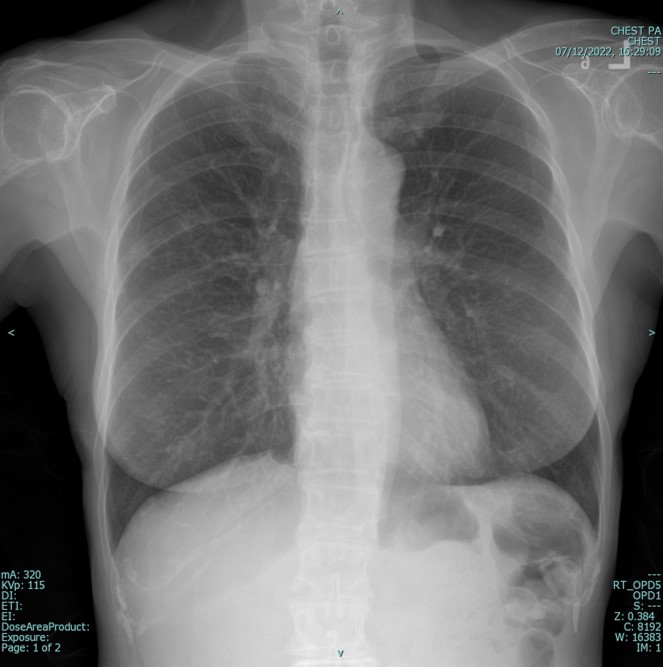 ^
CHEST PA
CHEST
07/12/2022, 16:29:09
---
a L
<
>
mA: 320
KVp: 115
DI:
ETI:
EI:
DoseAreaProduct:
Exposure:
Page: 1 of 2
v
---
RT_OPD5
OPD1
S: ---
Z: 0.384
C: 8192
W: 16383
IM: 1